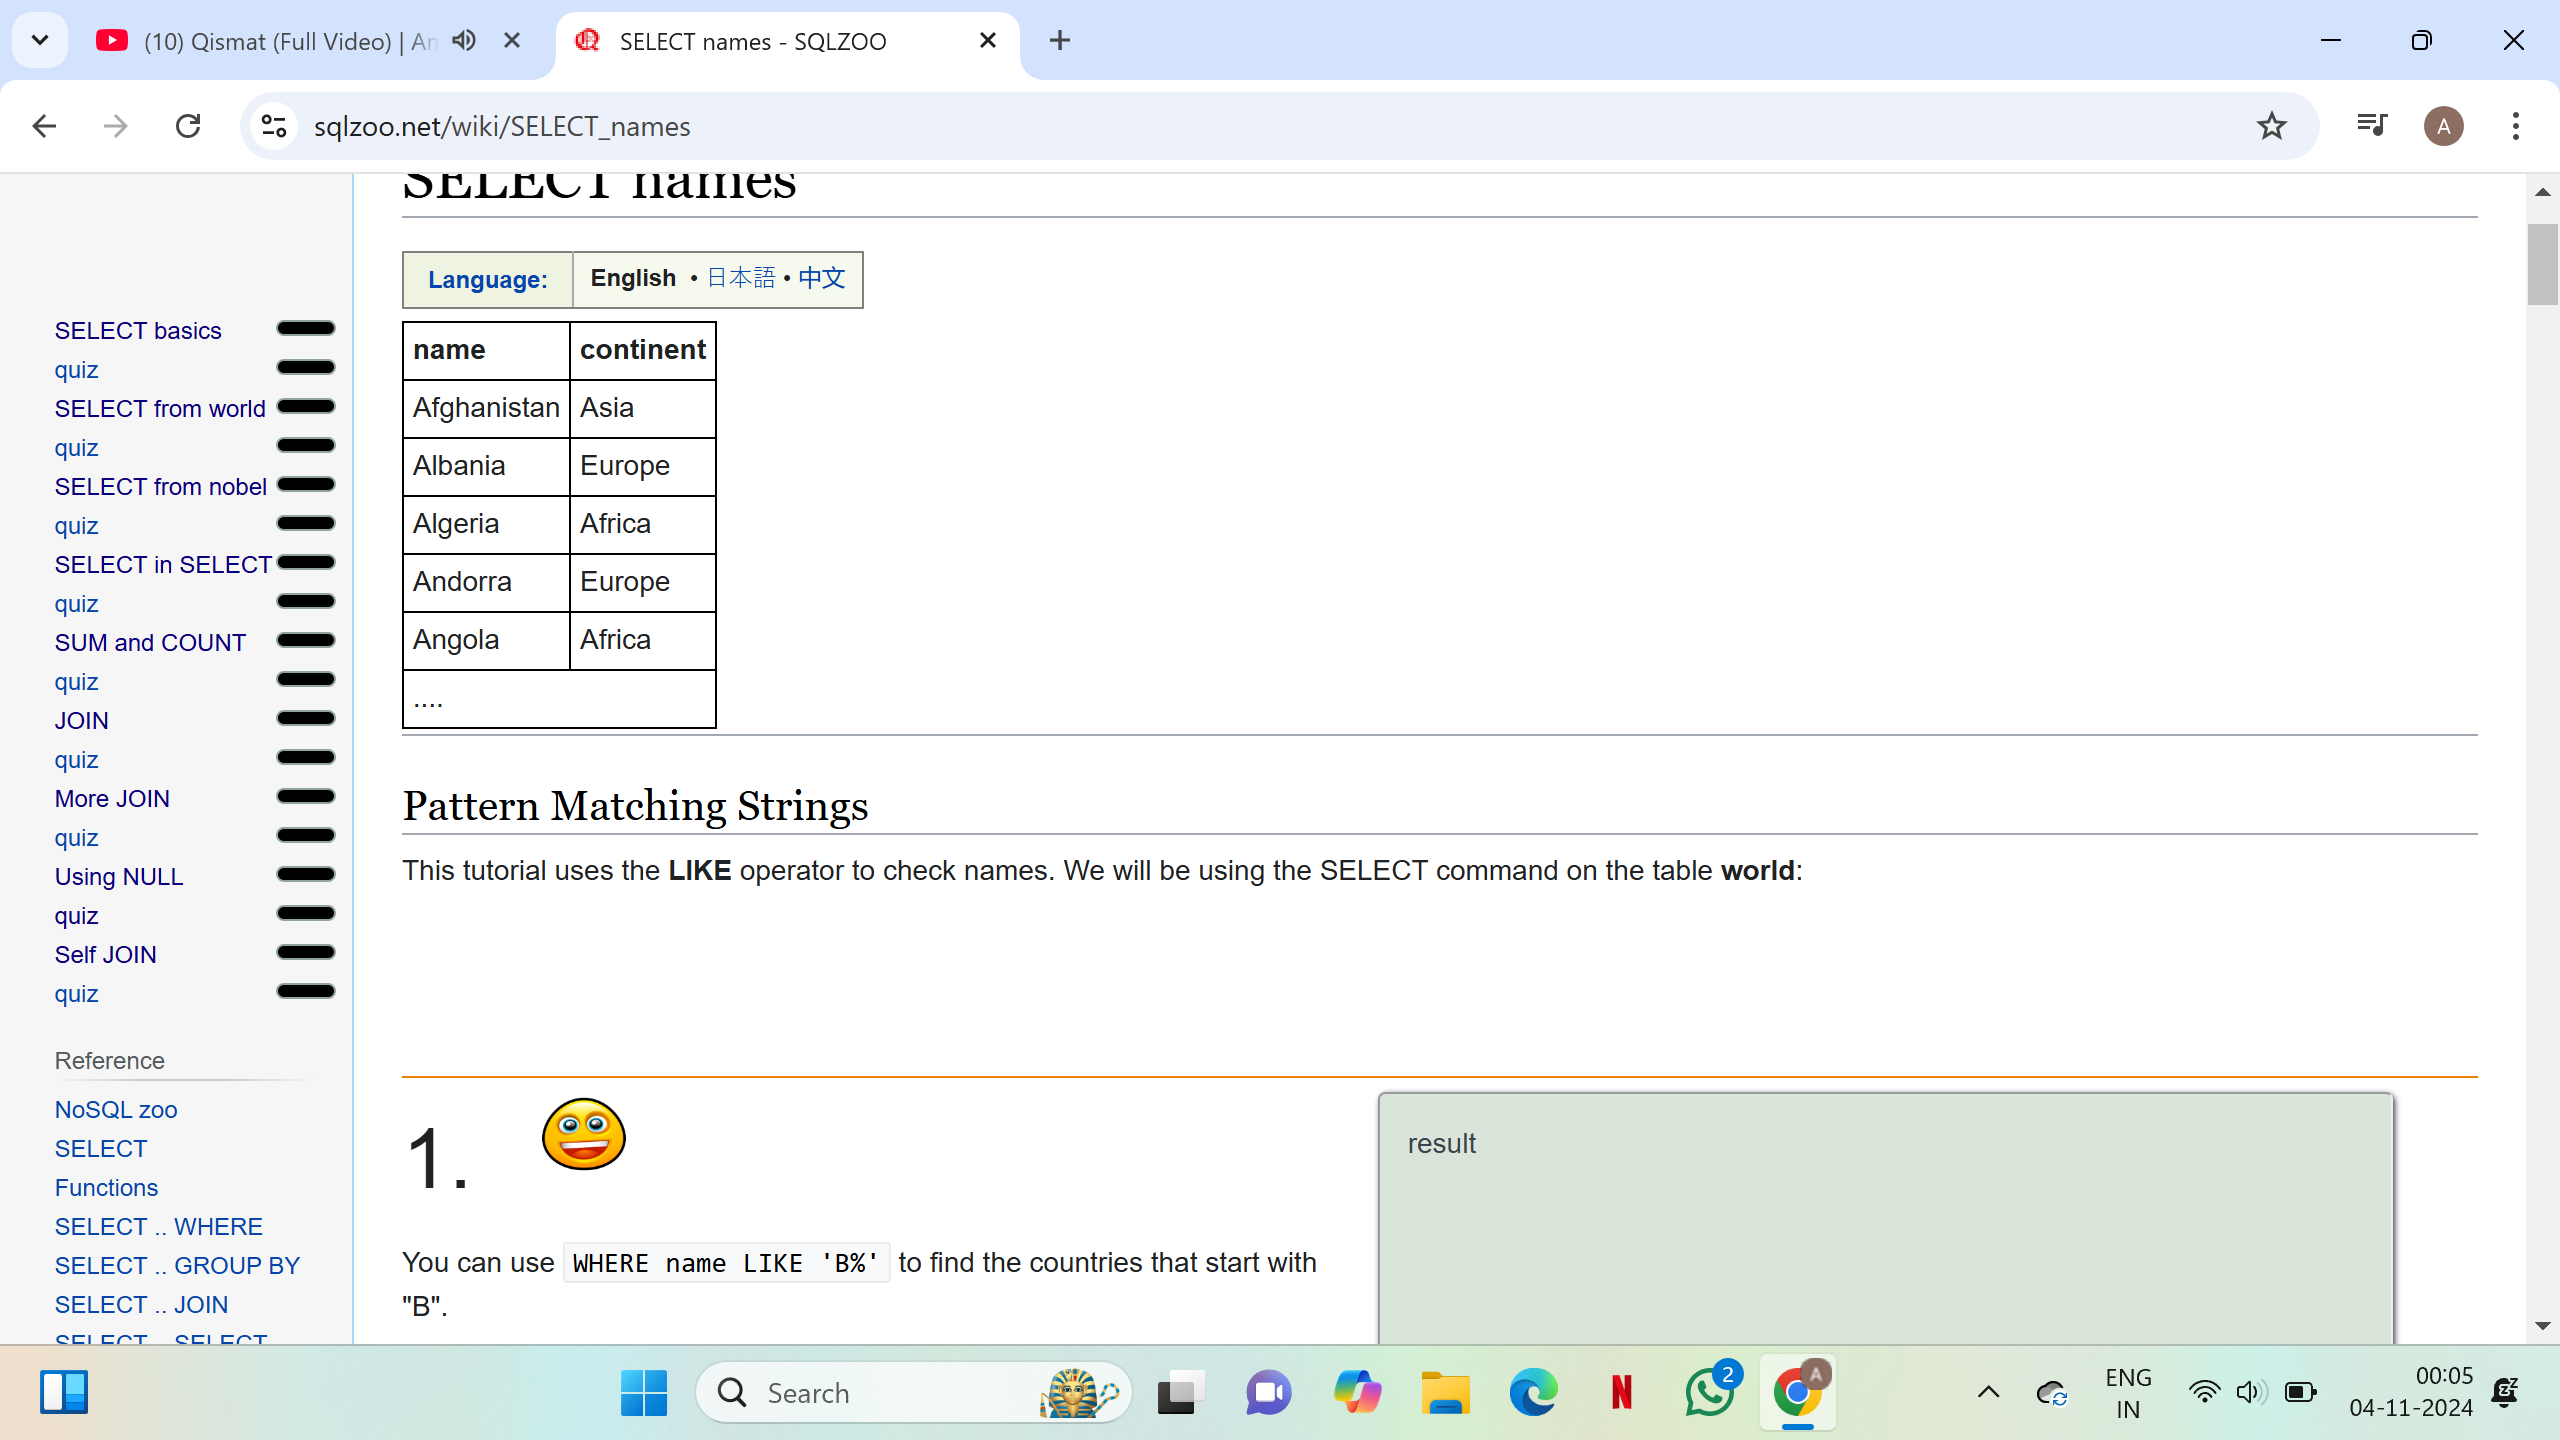 (10) Qismat (Full Video) | Am
SELECT names - SQLZOO
sqlzoo.net/wiki/SELECT_names
A
SELECT names
Language: English • 日本語 • 中文
name continent
Afghanistan Asia
Albania Europe
Algeria Africa
Andorra Europe
Angola Africa
....
Pattern Matching Strings
This tutorial uses the LIKE operator to check names. We will be using the SELECT command on the table world:
1.
You can use WHERE name LIKE 'B%' to find the countries that start with
"B".
result
SELECT basics
quiz
SELECT from world
quiz
SELECT from nobel
quiz
SELECT in SELECT
quiz
SUM and COUNT
quiz
JOIN
quiz
More JOIN
quiz
Using NULL
quiz
Self JOIN
quiz
Reference
NoSQL zoo
SELECT
Functions
SELECT .. WHERE
SELECT .. GROUP BY
SELECT .. JOIN
SELECT .. SELECT
Search
N
2
A
ENG
IN
00:05
04-11-2024